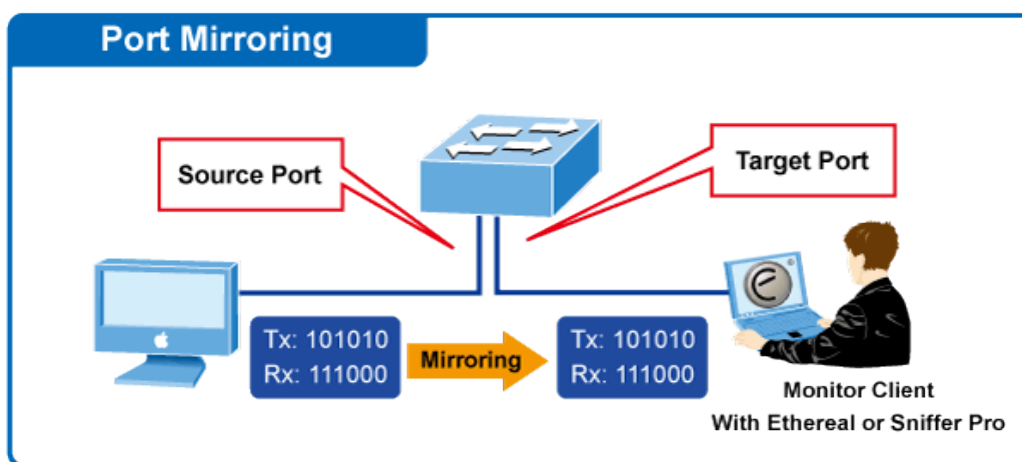 Port Mirroring
Source Port
Target Port
Tx: 101010
Rx: 111000
Mirroring
Tx: 101010
Rx: 111000
e
Monitor Client
With Ethereal or Sniffer Pro